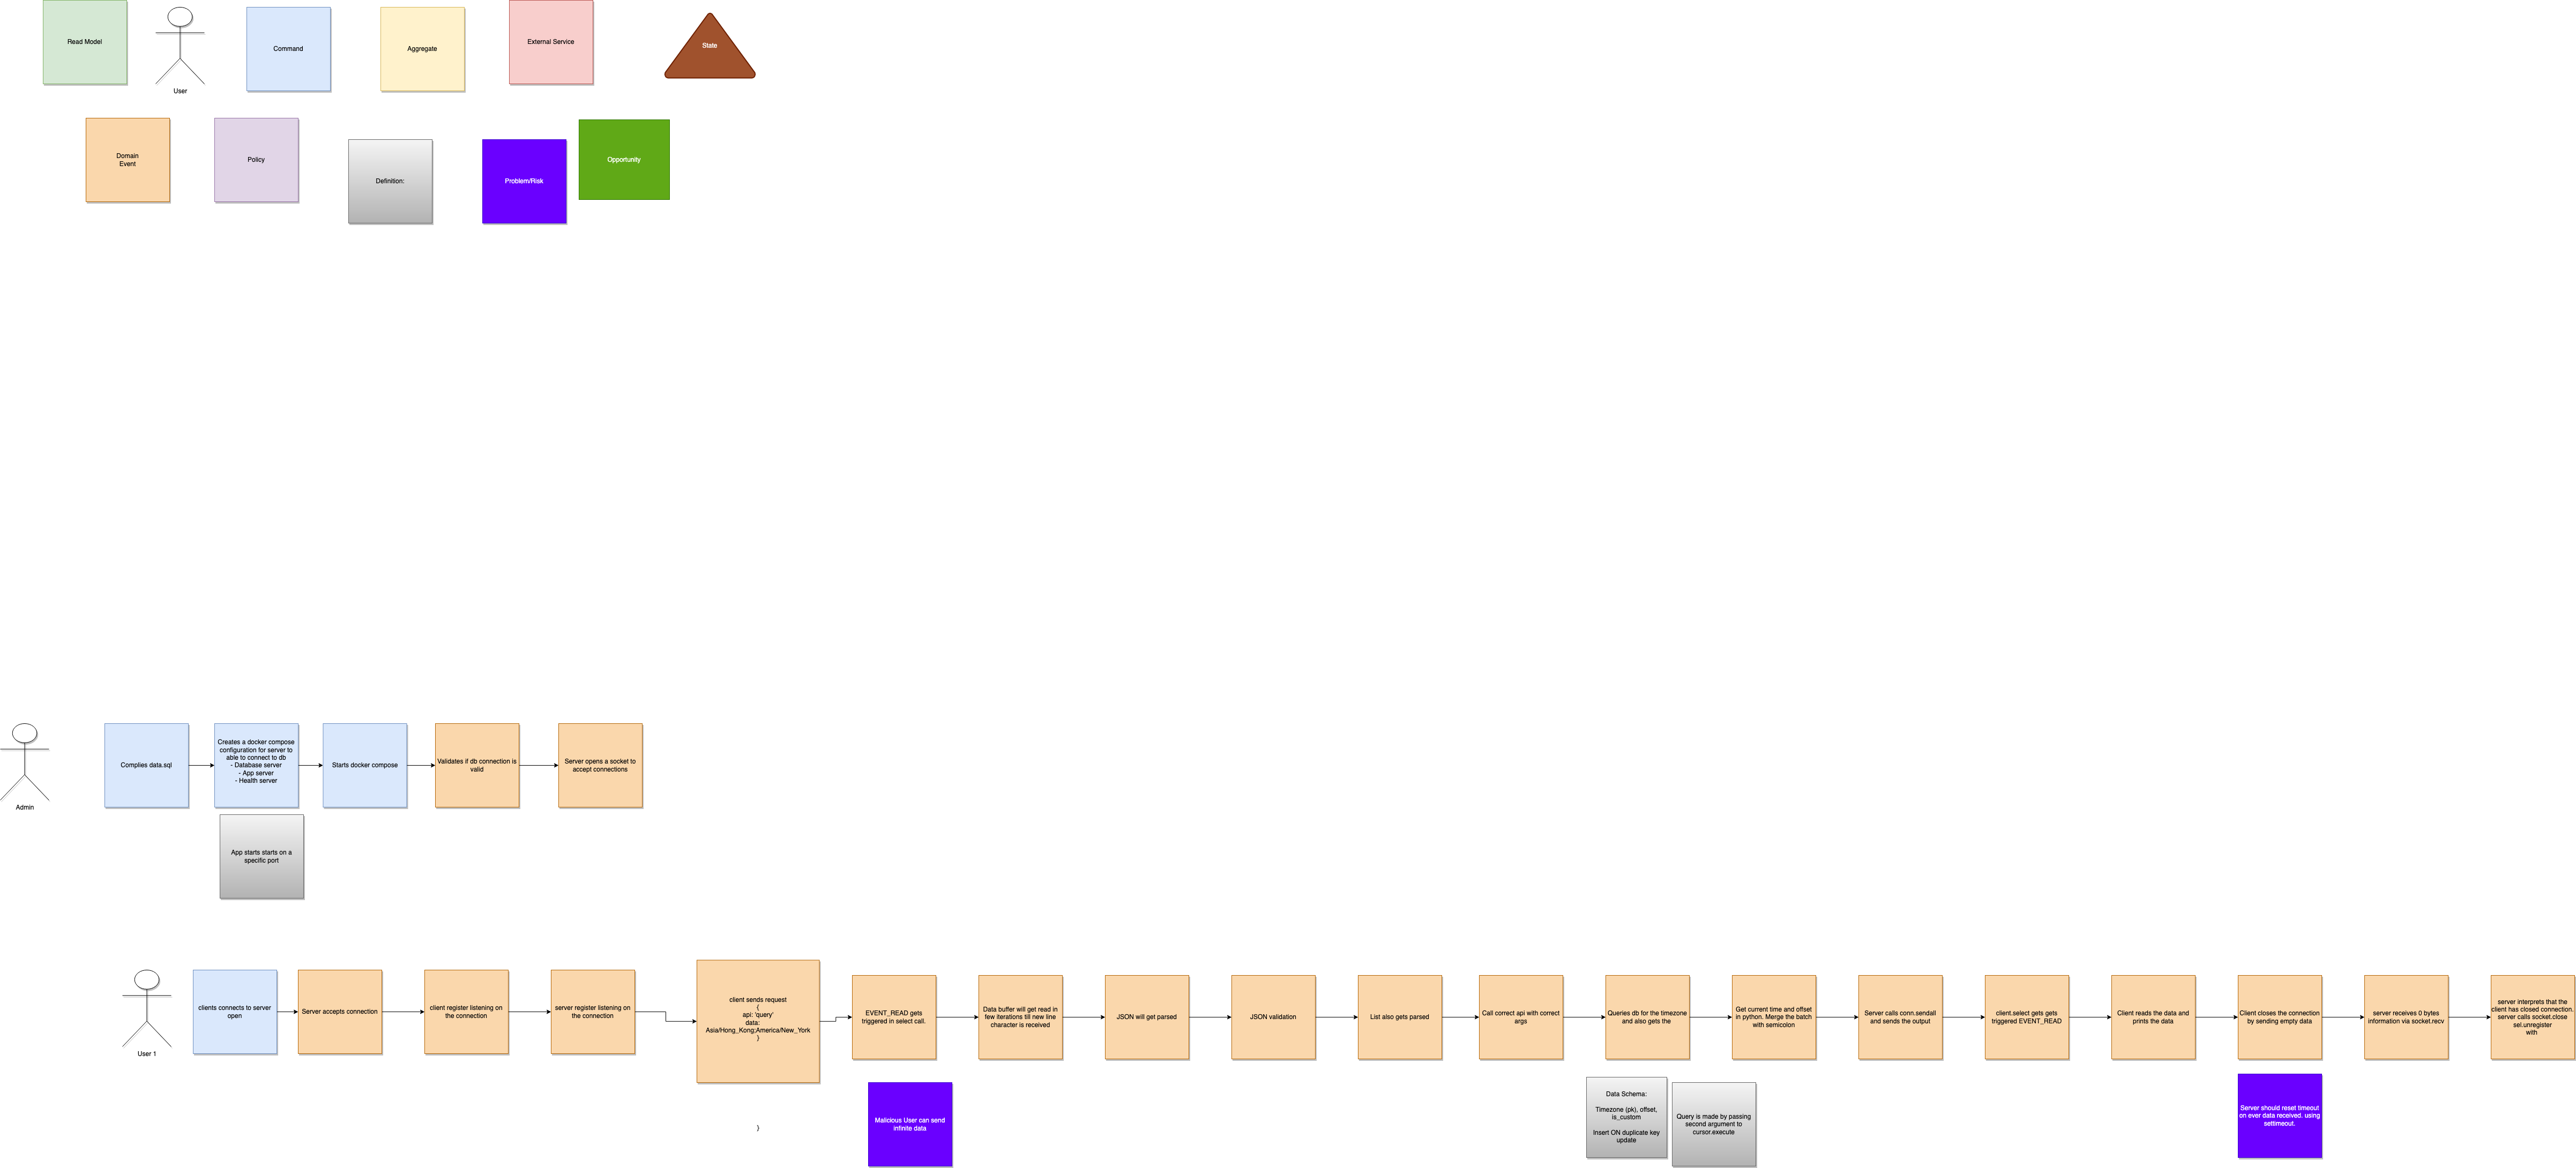 Read Model
User
Command
Aggregate
External Service
State
Domain
Event
Policy
Definition:
Problem/Risk
Opportunity
Admin
Complies data.sql
Creates a docker compose
configuration for server to
able to connect to db
- Database server
- App server
- Health server
Starts docker compose
Validates if db connection is
valid
Server opens a socket to
accept connections
App starts starts on a
specific port
User 1
clients connects to server
open
Server accepts connection
client register listening on
the connection
server register listening on
the connection
client sends request
{
api: 'query'
data:
Asia/Hong_Kong;America/New_York
}
}
EVENT_READ gets
triggered in select call.
Data buffer will get read in
few iterations till new line
character is received
JSON will get parsed
JSON validation
List also gets parsed
Call correct api with correct
args
Queries db for the timezone
and also gets the
Get current time and offset
in python. Merge the batch
with semicolon
Server calls conn.sendall
and sends the output
client.select gets gets
triggered EVENT_READ
Client reads the data and
prints the data
Client closes the connection
by sending empty data
server receives 0 bytes
information via socket.recv
server interprets that the
client has closed connection.
server calls socket.close
sel.unregister
with
Malicious User can send
infinite data
Data Schema:
Timezone (pk), offset,
is_custom
Insert ON duplicate key
update
Query is made by passing
second argument to
cursor.execute
Server should reset timeout
on ever data received. using
settimeout.